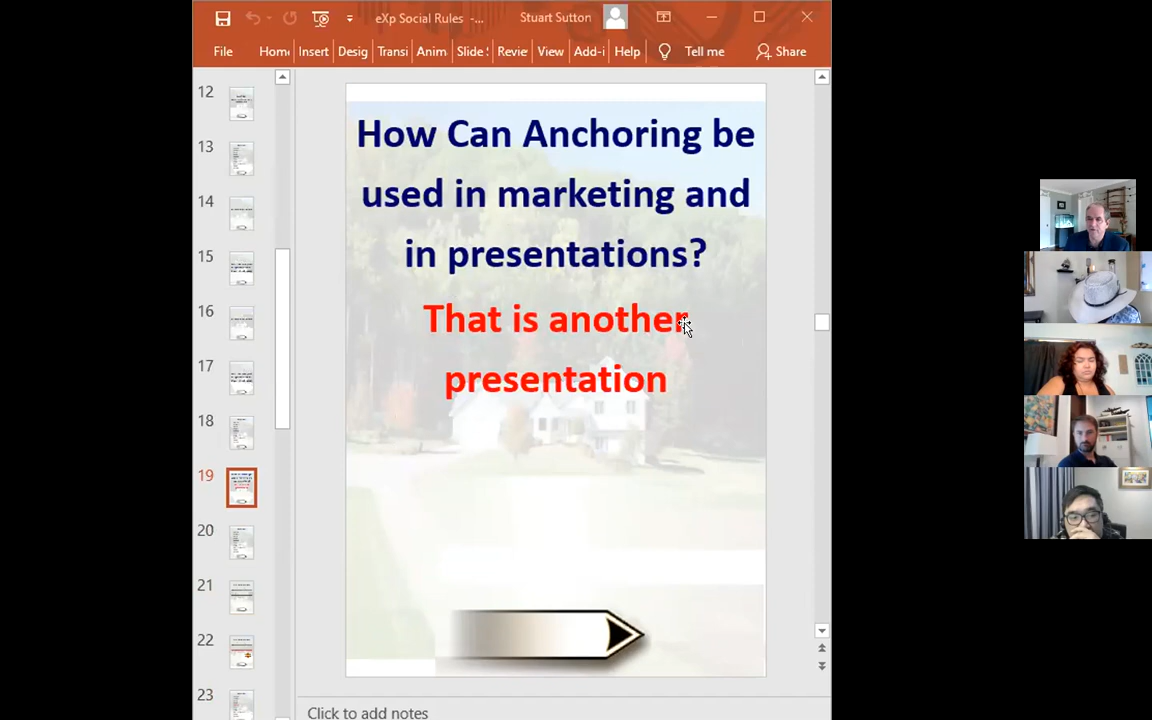 eXp Social Rules -...
Stuart Sutton
File Home Insert Desig Transi Anim Slide Revie View Add-i Help Tell me Share
12
13
14
15
16
17
18
19
20
21
22
23
How Can Anchoring be
used in marketing and
in presentations?
That is another
presentation
Click to add notes